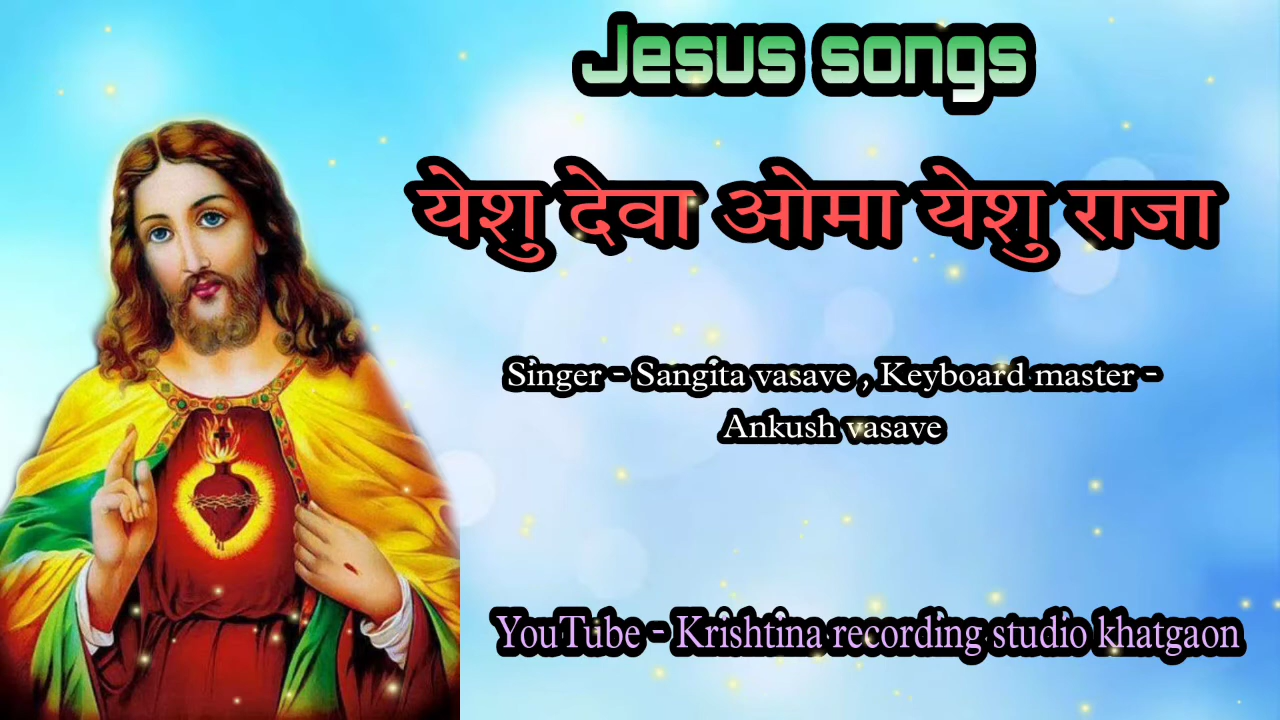 Jesus songs
येशु देवा ओमा येशु राजा
Singer - Sangita vasave , Keyboard master -
Ankush vasave
YouTube - Krishtina recording studio khatgaon